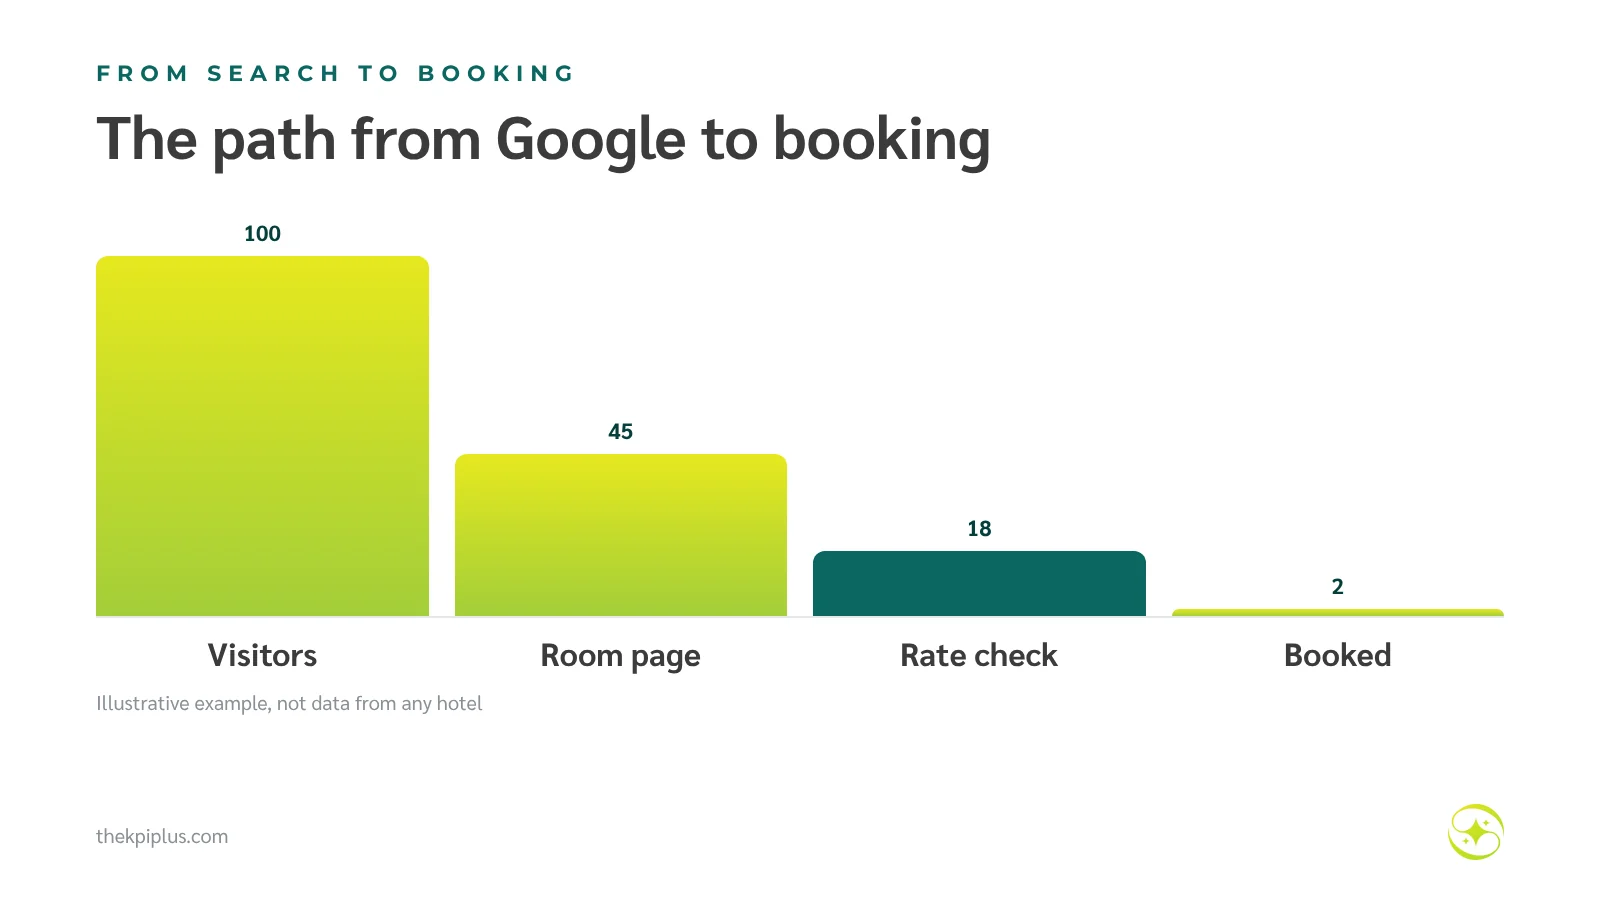 FROM SEARCH TO BOOKING
The path from Google to booking
100
45
18
2
Visitors
Room page
Rate check
Booked
Illustrative example, not data from any hotel
thekpiplus.com